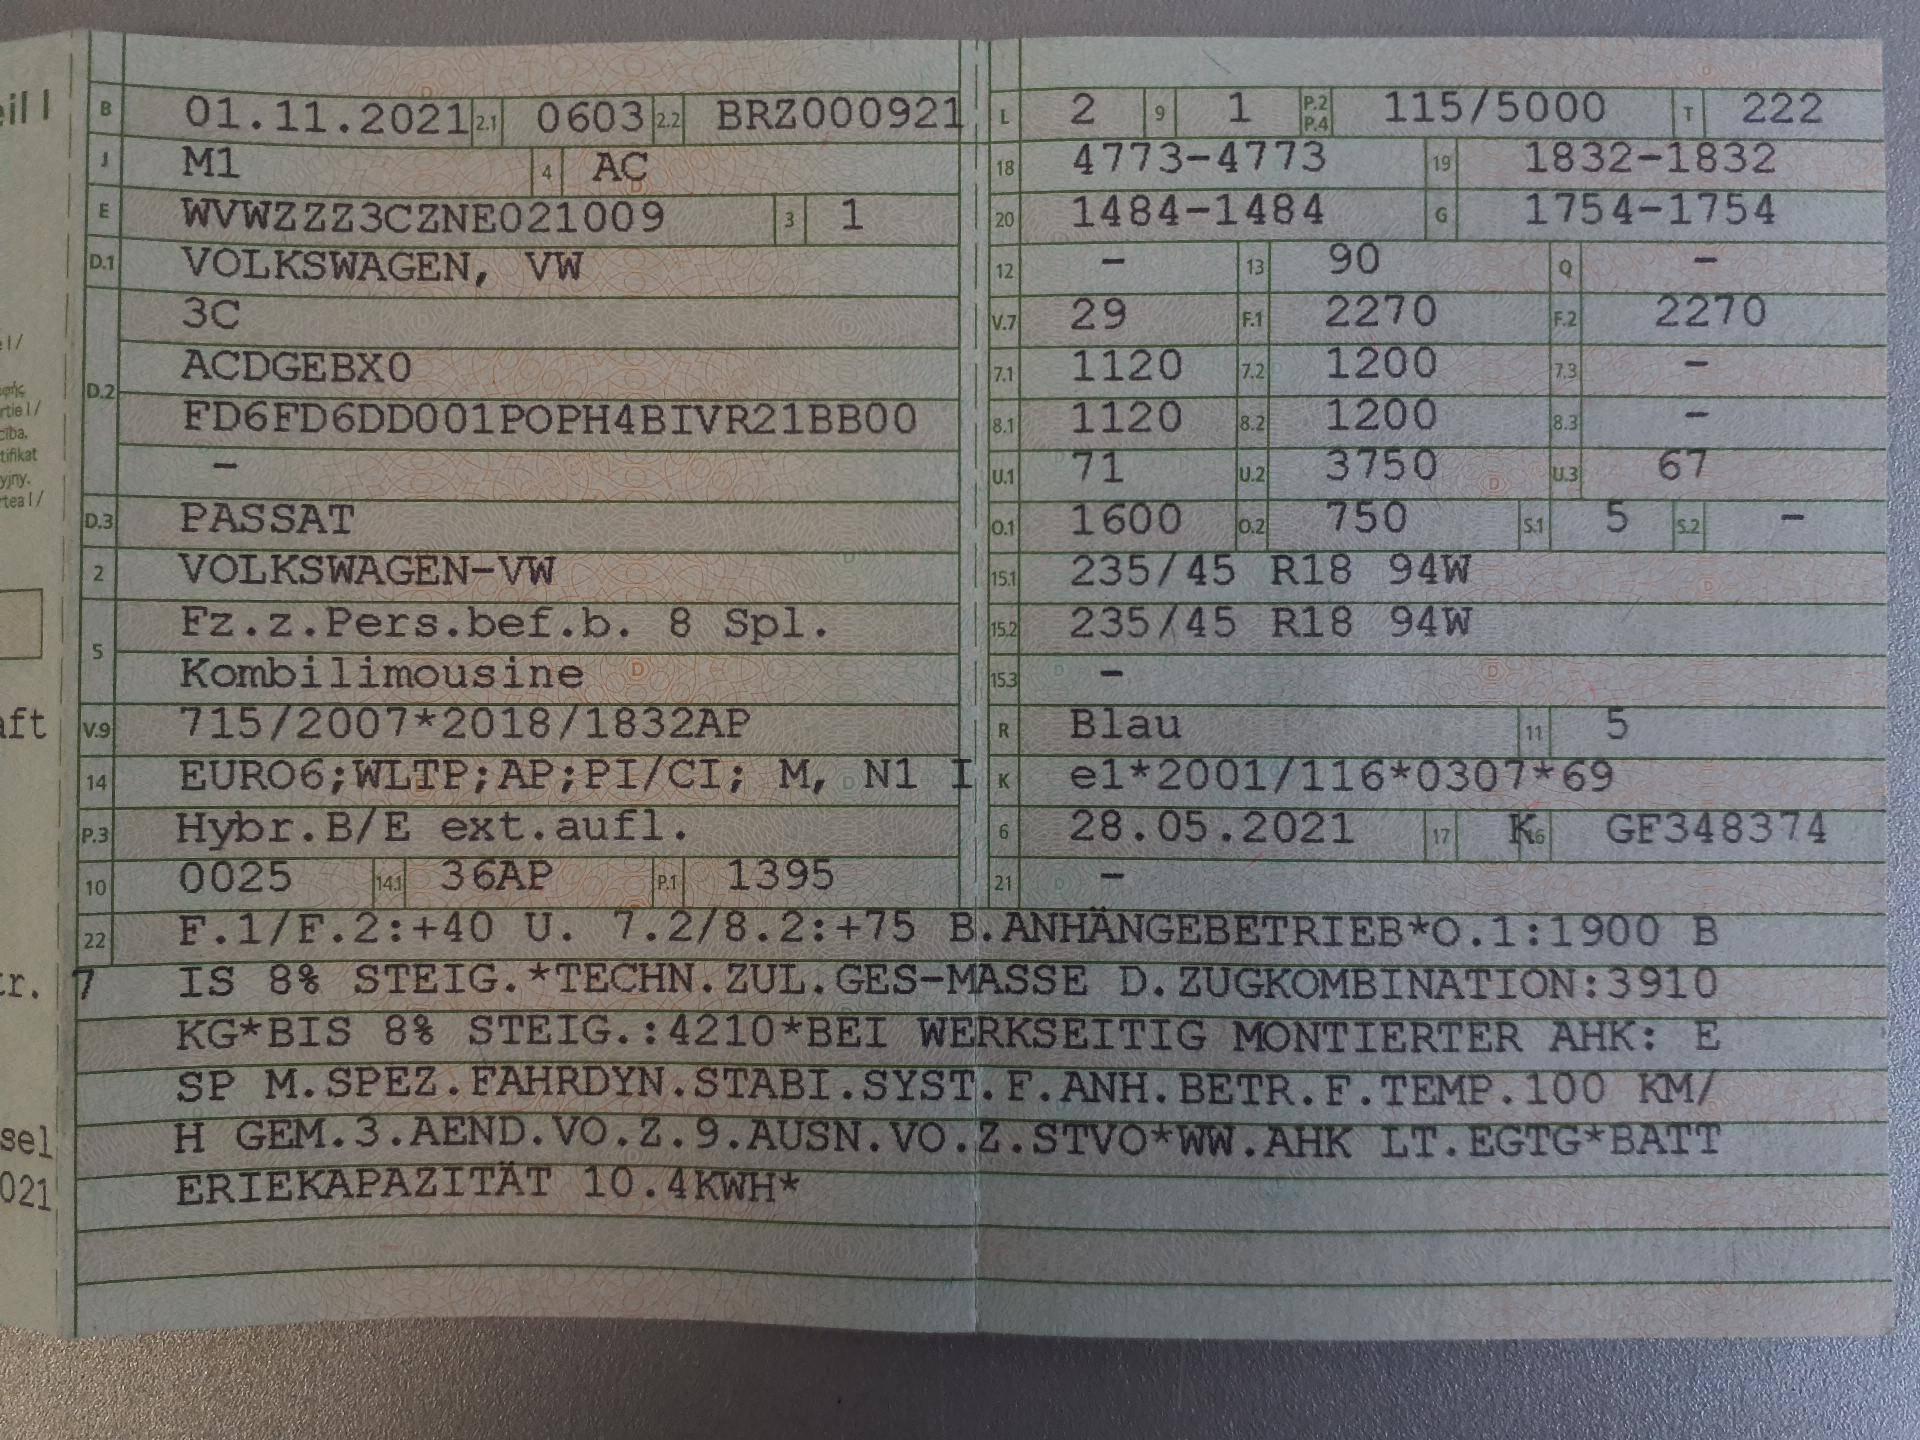 eil I
B 01.11.2021 2.1 0603 2.2 BRZ000921
J M1 4 AC
E WVWZZZ3CZNE021009 3 1
D.1 VOLKSWAGEN, VW
3C
D.2 ACDGEBX0
FD6FD6DD001POPH4BIVR21BB00
–
D.3 PASSAT
2 VOLKSWAGEN-VW
5 Fz.z.Pers.bef.b. 8 Spl.
Kombilimousine
V.9 715/2007*2018/1832AP
14 EURO6;WLTP;AP;PI/CI; M, N1 I
P.3 Hybr.B/E ext.aufl.
10 0025 14.1 36AP P.1 1395
L 2 9 1 P.2 P.4 115/5000 T 222
18 4773-4773 19 1832-1832
20 1484-1484 G 1754-1754
12 – 13 90 Q –
V.7 29 F.1 2270 F.2 2270
7.1 1120 7.2 1200 7.3 –
8.1 1120 8.2 1200 8.3 –
U.1 71 U.2 3750 U.3 67
O.1 1600 O.2 750 S.1 5 S.2 –
15.1 235/45 R18 94W
15.2 235/45 R18 94W
15.3 –
R Blau 11 5
K e1*2001/116*0307*69
6 28.05.2021 17 K 16 GF348374
21 –
22 F.1/F.2:+40 U. 7.2/8.2:+75 B.ANHÄNGEBETRIEB*O.1:1900 B
IS 8% STEIG.*TECHN.ZUL.GES-MASSE D.ZUGKOMBINATION:3910
KG*BIS 8% STEIG.:4210*BEI WERKSEITIG MONTIERTER AHK: E
SP M.SPEZ.FAHRDYN.STABI.SYST.F.ANH.BETR.F.TEMP.100 KM/
H GEM.3.AEND.VO.Z.9.AUSN.VO.Z.STVO*WW.AHK LT.EGTG*BATT
ERIEKAPAZITÄT 10.4KWH*
aft
tr. 7
sel
021